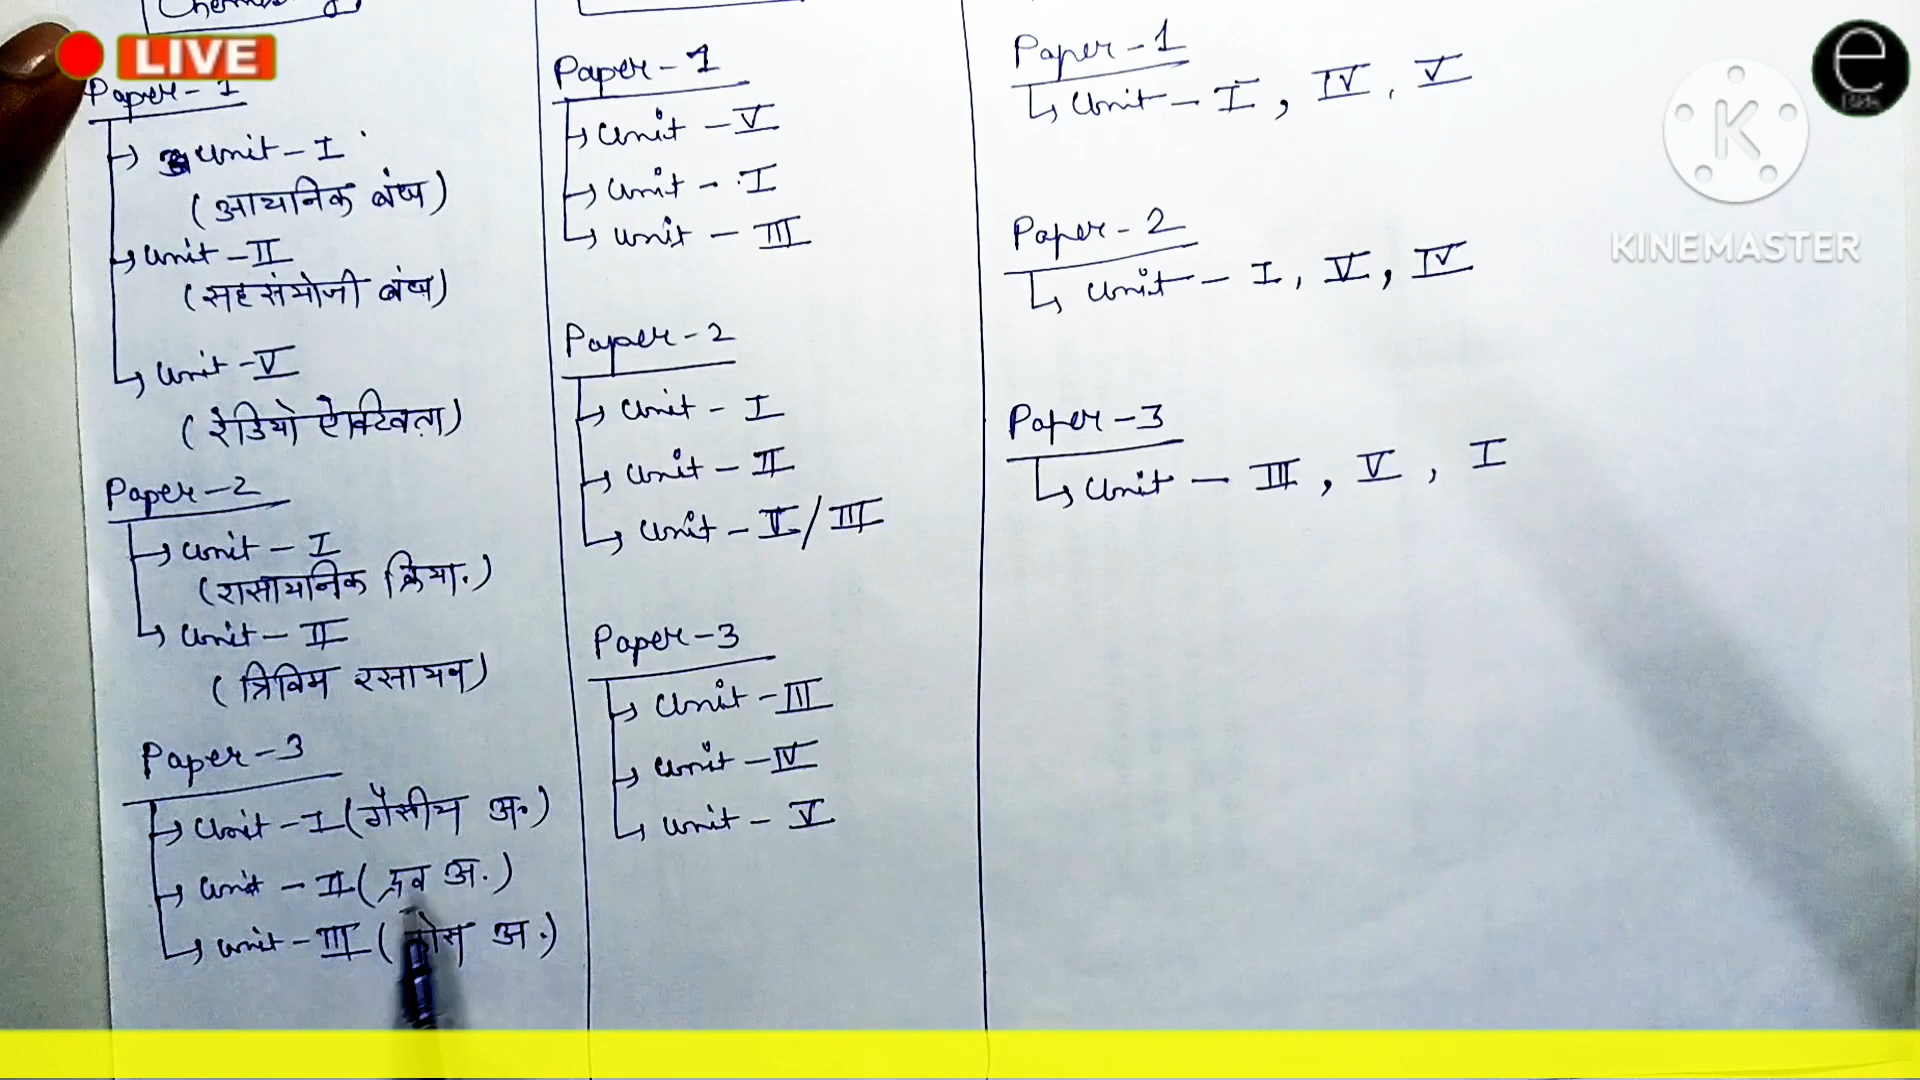 Chemistry
LIVE
Paper-1
Unit-I
(आयनिक बंध)
Unit-II
(सहसंयोजी बंध)
Unit-V
(रेडियो ऐक्टिवता)
Paper-2
Unit-I
(रासायनिक क्रिया.)
Unit-II
(त्रिविम रसायन)
Paper-3
Unit-I (गैसीय अ.)
Unit-II (द्रव अ.)
Unit-III (ठोस अ.)
Paper-1
Unit-V
Unit-I
Unit-III
Paper-2
Unit-I
Unit-II
Unit-/III
Paper-3
Unit-III
Unit-IV
Unit-V
Paper-1
Unit-I, IV, V
Paper-2
Unit-I, V, IV
Paper-3
Unit-III, V, I
e
K
KINEMASTER